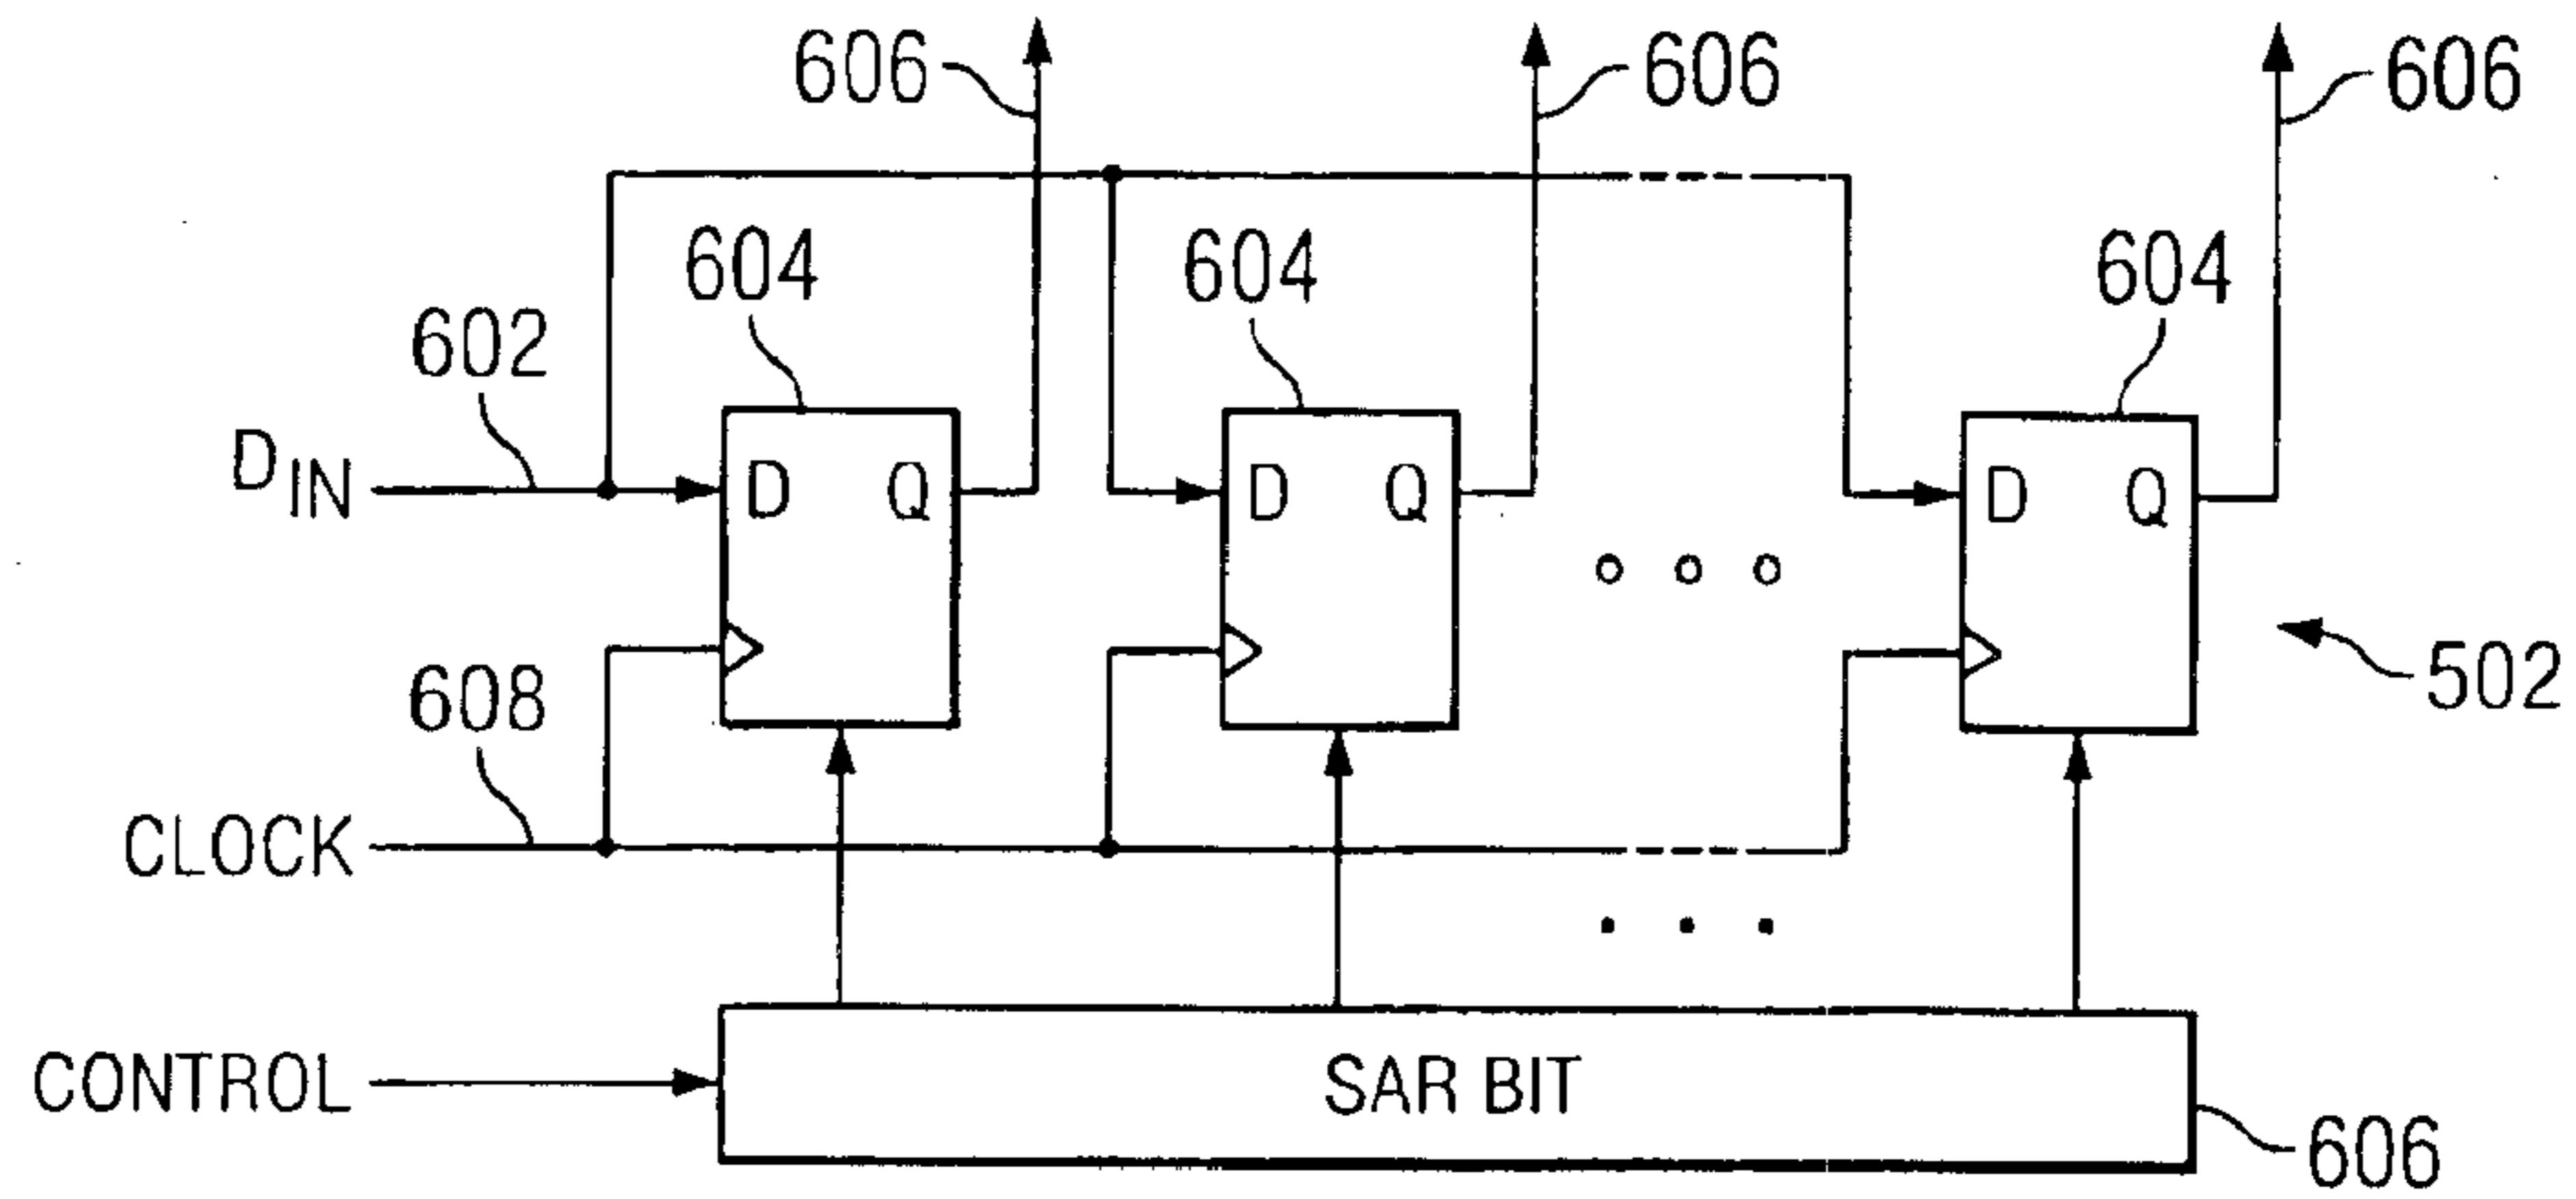 606 606 606
604 604 604
602
D IN
D Q D Q D Q
608
502
CLOCK
CONTROL
SAR BIT
606